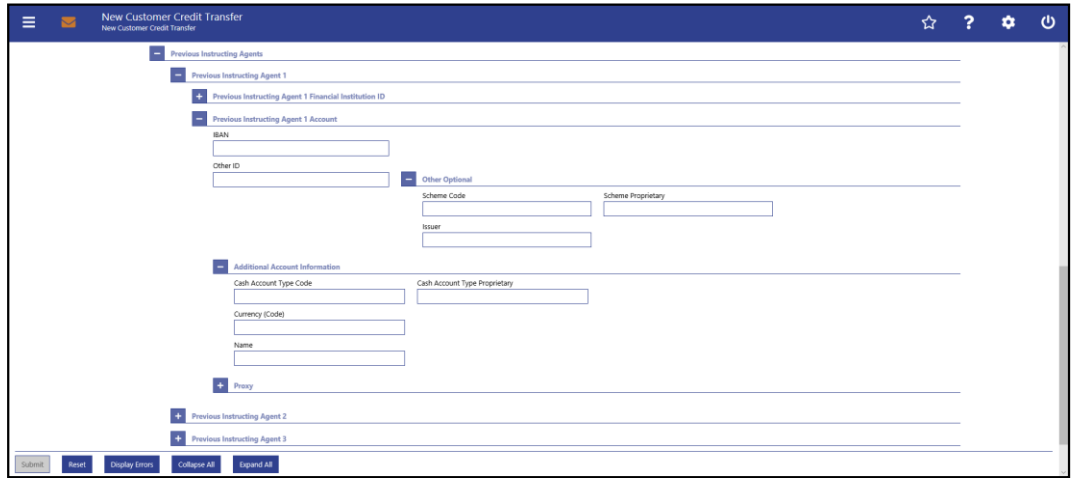 New Customer Credit Transfer
New Customer Credit Transfer
?
Previous Instructing Agents
Previous Instructing Agent 1
Previous Instructing Agent 1 Financial Institution ID
Previous Instructing Agent 1 Account
IBAN
Other ID
Other Optional
Scheme Code Scheme Proprietary
Issuer
Additional Account Information
Cash Account Type Code Cash Account Type Proprietary
Currency (Code)
Name
Proxy
Previous Instructing Agent 2
Previous Instructing Agent 3
Submit Reset Display Errors Collapse All Expand All